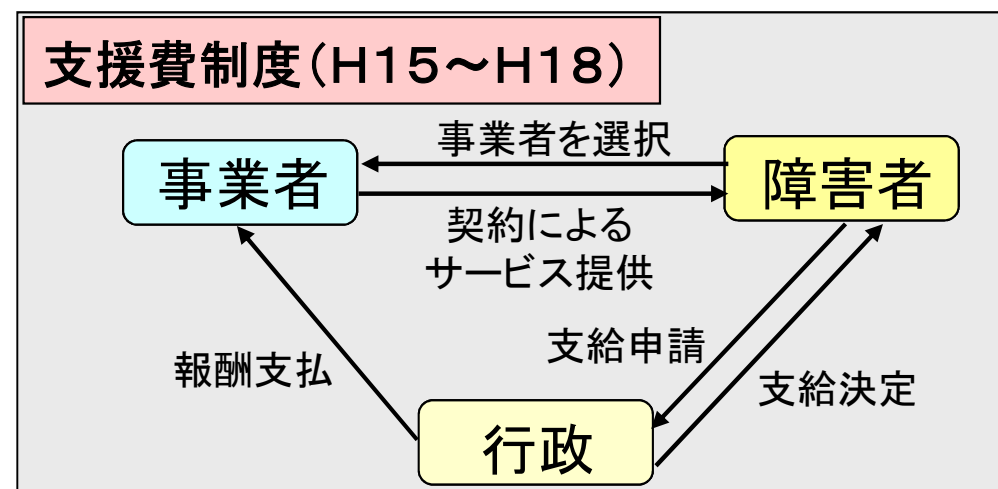 支援費制度(H15～H18)
事業者を選択
事業者
障害者
契約による
サービス提供
支給申請
報酬支払
支給決定
行政